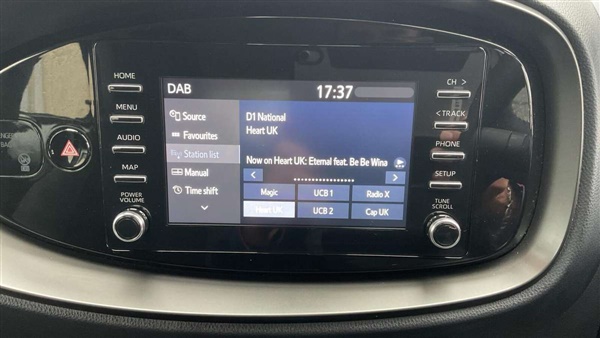 HOME
MENU
AUDIO
MAP
POWER
VOLUME
DAB
17:37
Source
Favourites
Station list
Manual
Time shift
D1 National
Heart UK
Now on Heart UK: Eternal feat. Be Be Wina
Magic
UCB 1
Radio X
Heart UK
UCB 2
Cap UK
CH >
< TRACK
PHONE
SETUP
TUNE
SCROLL